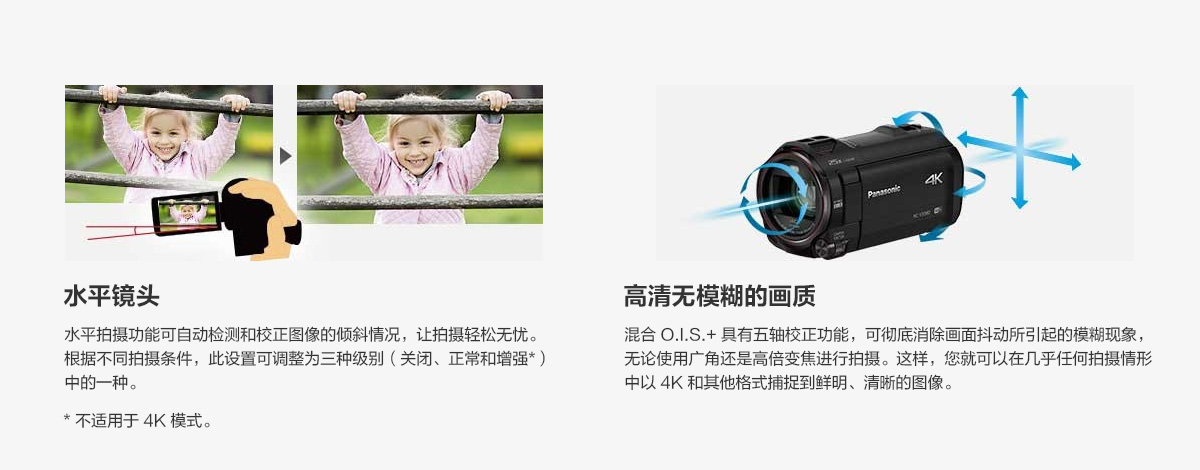 25x
Panasonic
4K
水平镜头
水平拍摄功能可自动检测和校正图像的倾斜情况，让拍摄轻松无忧。
根据不同拍摄条件，此设置可调整为三种级别（关闭、正常和增强*）
中的一种。
* 不适用于 4K 模式。
高清无模糊的画质
混合 O.I.S.+ 具有五轴校正功能，可彻底消除画面抖动所引起的模糊现象，
无论使用广角还是高倍变焦进行拍摄。这样，您就可以在几乎任何拍摄情形
中以 4K 和其他格式捕捉到鲜明、清晰的图像。